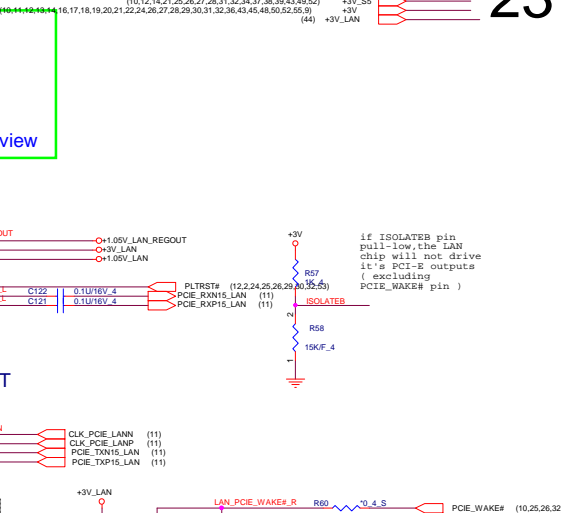 (10,12,14,21,25,26,27,28,31,32,34,37,38,39,43,49,52) +3V_S5
(10,11,12,13,14,16,17,18,19,20,21,22,24,26,27,28,29,30,31,32,36,43,45,48,50,52,55,9) +3V
(44) +3V_LAN
view
+3V
if ISOLATEB pin
pull-low,the LAN
chip will not drive
it's PCI-E outputs
( excluding
PCIE_WAKE# pin )
OUT
+1.05V_LAN_REGOUT
+3V_LAN
+1.05V_LAN
R57
1K_4
PLTRST# (12,2,24,25,26,29,30,32,53)
C122 0.1U/16V_4 PCIE_RXN15_LAN (11)
C121 0.1U/16V_4 PCIE_RXP15_LAN (11)
ISOLATEB
2
R58
15K/F_4
1
T
CLK_PCIE_LANN (11)
CLK_PCIE_LANP (11)
PCIE_TXN15_LAN (11)
PCIE_TXP15_LAN (11)
+3V_LAN
LAN_PCIE_WAKE#_R R60 *0_4_S PCIE_WAKE# (10,25,26,32